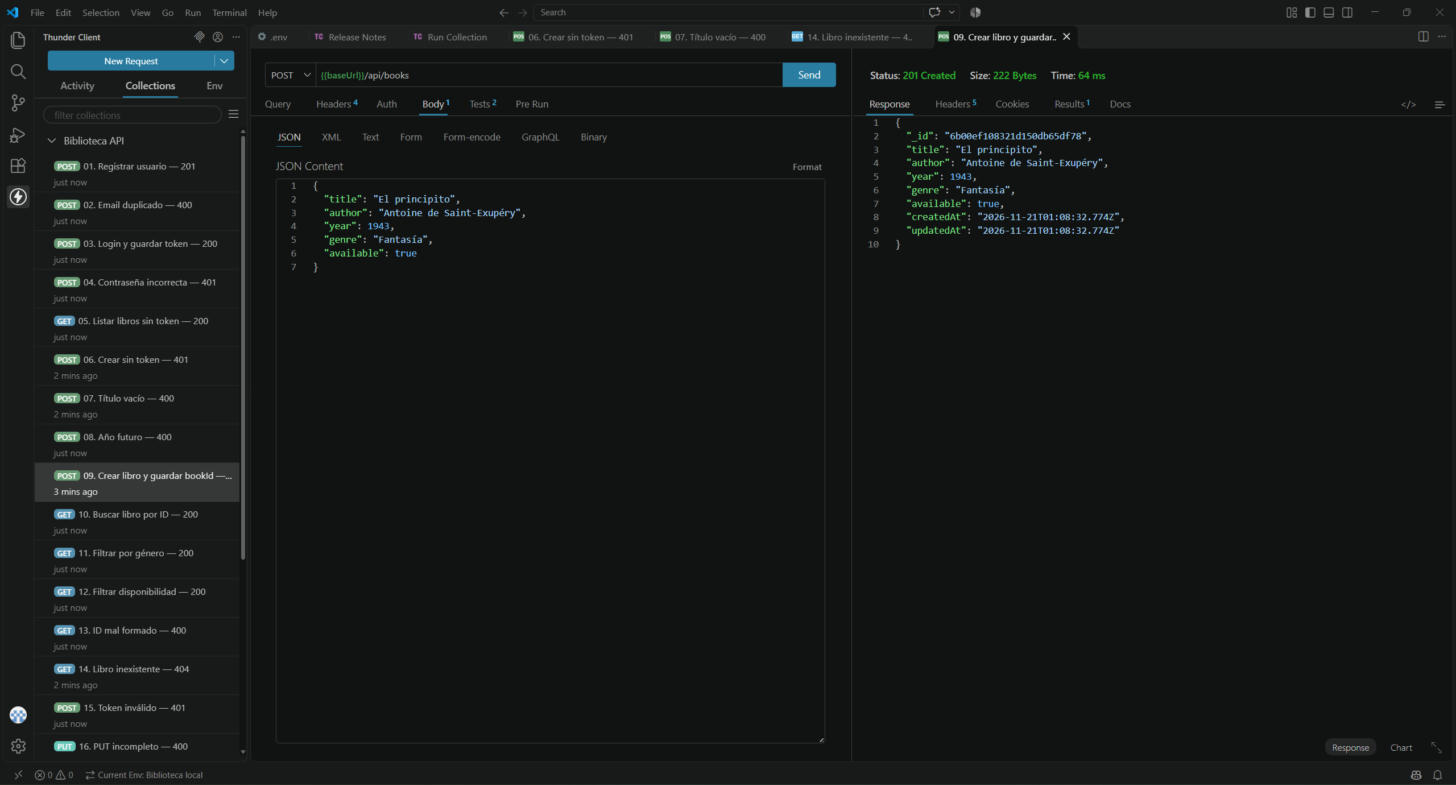 File Edit Selection View Go Run Terminal Help
Search
Thunder Client
New Request
Activity Collections Env
filter collections
Biblioteca API
POST 01. Registrar usuario — 201
just now
POST 02. Email duplicado — 400
just now
POST 03. Login y guardar token — 200
just now
POST 04. Contraseña incorrecta — 401
just now
GET 05. Listar libros sin token — 200
just now
POST 06. Crear sin token — 401
2 mins ago
POST 07. Título vacío — 400
2 mins ago
POST 08. Año futuro — 400
just now
POST 09. Crear libro y guardar bookId —...
3 mins ago
GET 10. Buscar libro por ID — 200
just now
GET 11. Filtrar por género — 200
just now
GET 12. Filtrar disponibilidad — 200
just now
GET 13. ID mal formado — 400
just now
GET 14. Libro inexistente — 404
2 mins ago
POST 15. Token inválido — 401
just now
PUT 16. PUT incompleto — 400
.env TC Release Notes TC Run Collection POS 06. Crear sin token — 401 POS 07. Título vacío — 400 GET 14. Libro inexistente — 4.. POS 09. Crear libro y guardar..
POST {{baseUrl}}/api/books Send
Query Headers 4 Auth Body 1 Tests 2 Pre Run
JSON XML Text Form Form-encode GraphQL Binary
JSON Content Format
1 {
2 "title": "El principito",
3 "author": "Antoine de Saint-Exupéry",
4 "year": 1943,
5 "genre": "Fantasía",
6 "available": true
7 }
Status: 201 Created Size: 222 Bytes Time: 64 ms
Response Headers 5 Cookies Results 1 Docs </>
1 {
2 "_id": "6b00ef108321d150db65df78",
3 "title": "El principito",
4 "author": "Antoine de Saint-Exupéry",
5 "year": 1943,
6 "genre": "Fantasía",
7 "available": true,
8 "createdAt": "2026-11-21T01:08:32.774Z",
9 "updatedAt": "2026-11-21T01:08:32.774Z"
10 }
Response Chart
0 0 Current Env: Biblioteca local